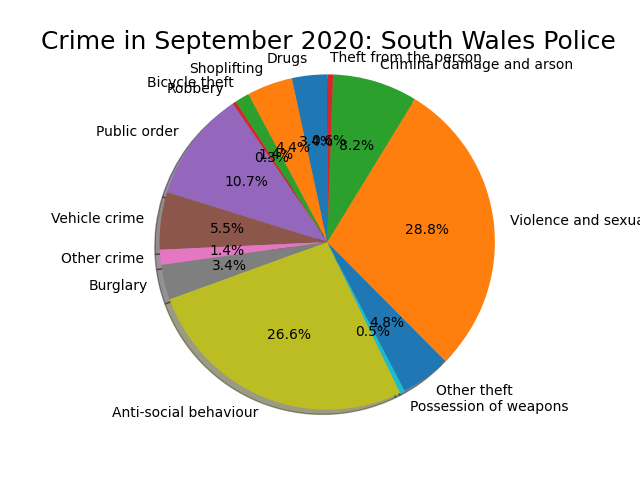 Crime in September 2020: South Wales Police
Drugs
3.4%
Shoplifting
4.4%
Bicycle theft
1.4%
Robbery
0.3%
Public order
10.7%
Vehicle crime
5.5%
Other crime
1.4%
Burglary
3.4%
Anti-social behaviour
26.6%
Possession of weapons
0.5%
Other theft
4.8%
Violence and sexua
28.8%
Criminal damage and arson
8.2%
Theft from the person
0.6%